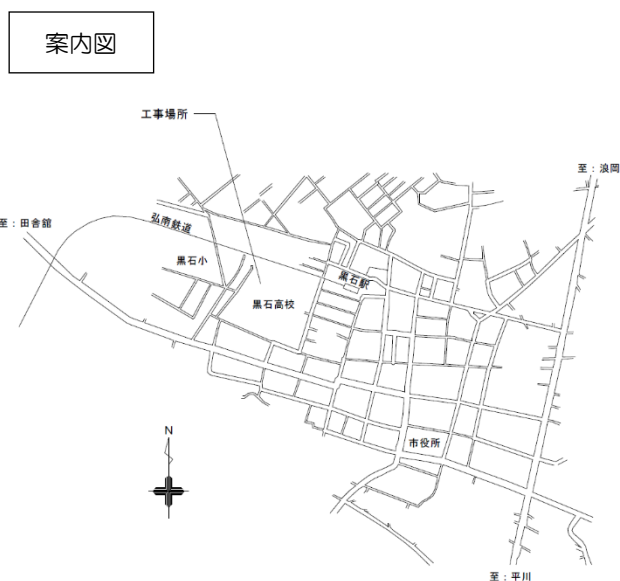 案内図
工事場所
至：浪岡
至：田舎館
弘南鉄道
黒石小
黒石駅
黒石高校
N
市役所
至：平川